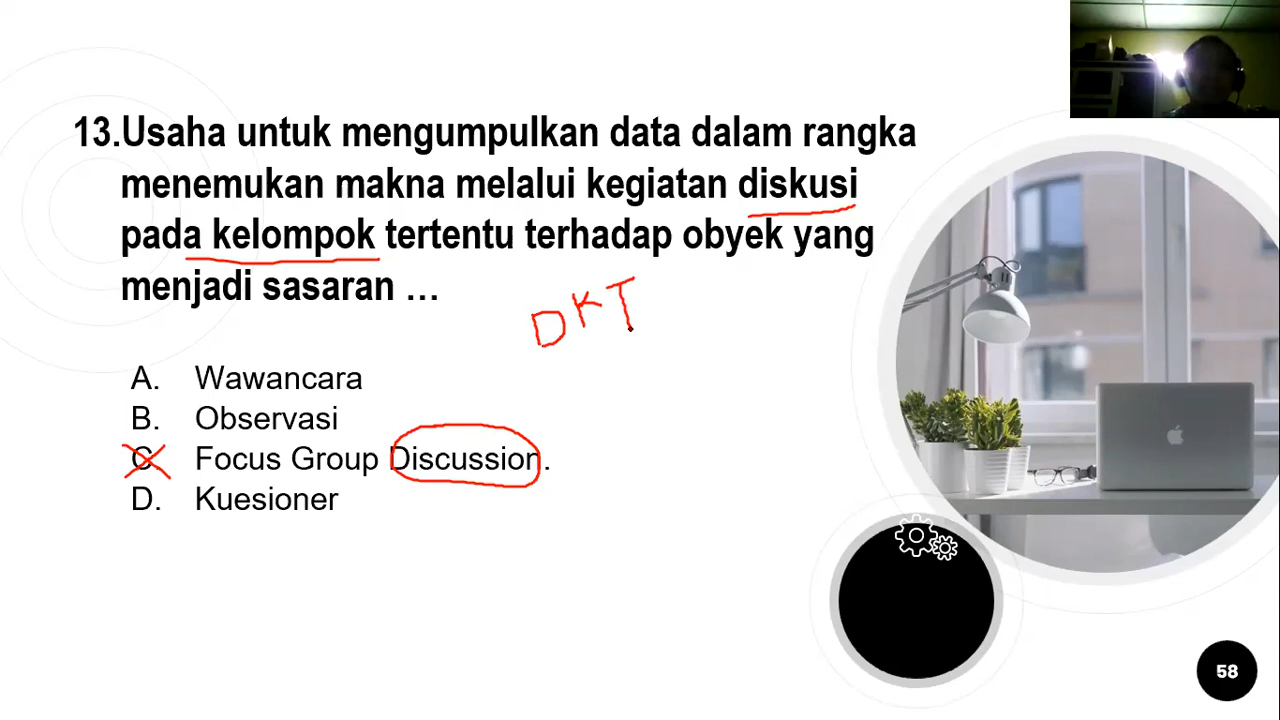 13.Usaha untuk mengumpulkan data dalam rangka
menemukan makna melalui kegiatan diskusi
pada kelompok tertentu terhadap obyek yang
menjadi sasaran …
DKT
A. Wawancara
B. Observasi
C. Focus Group Discussion.
D. Kuesioner
58